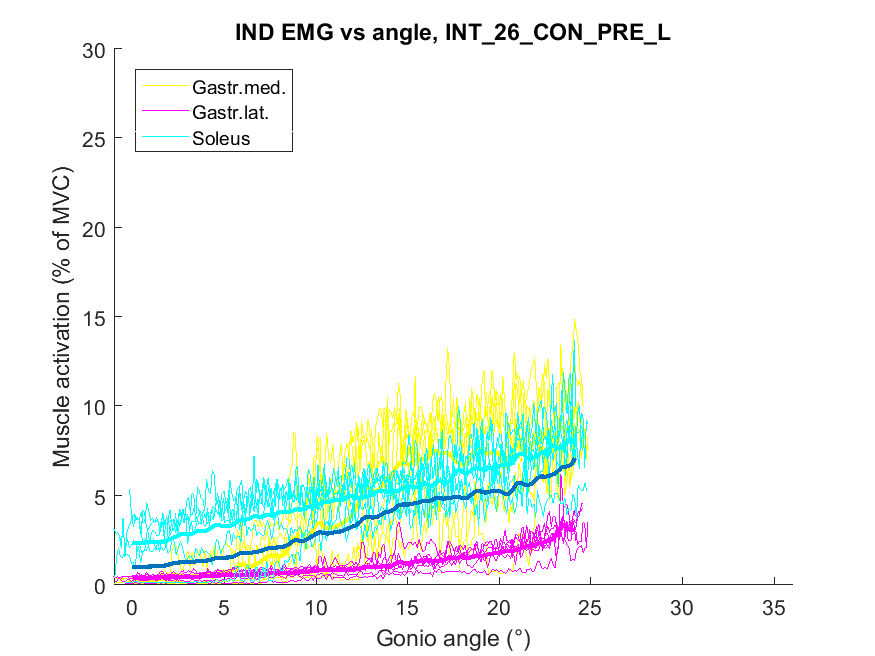 IND EMG vs angle, INT_26_CON_PRE_L
30
25
20
15
10
5
0
Muscle activation (% of MVC)
Gastr.med.
Gastr.lat.
Soleus
0 5 10 15 20 25 30 35
Gonio angle (°)